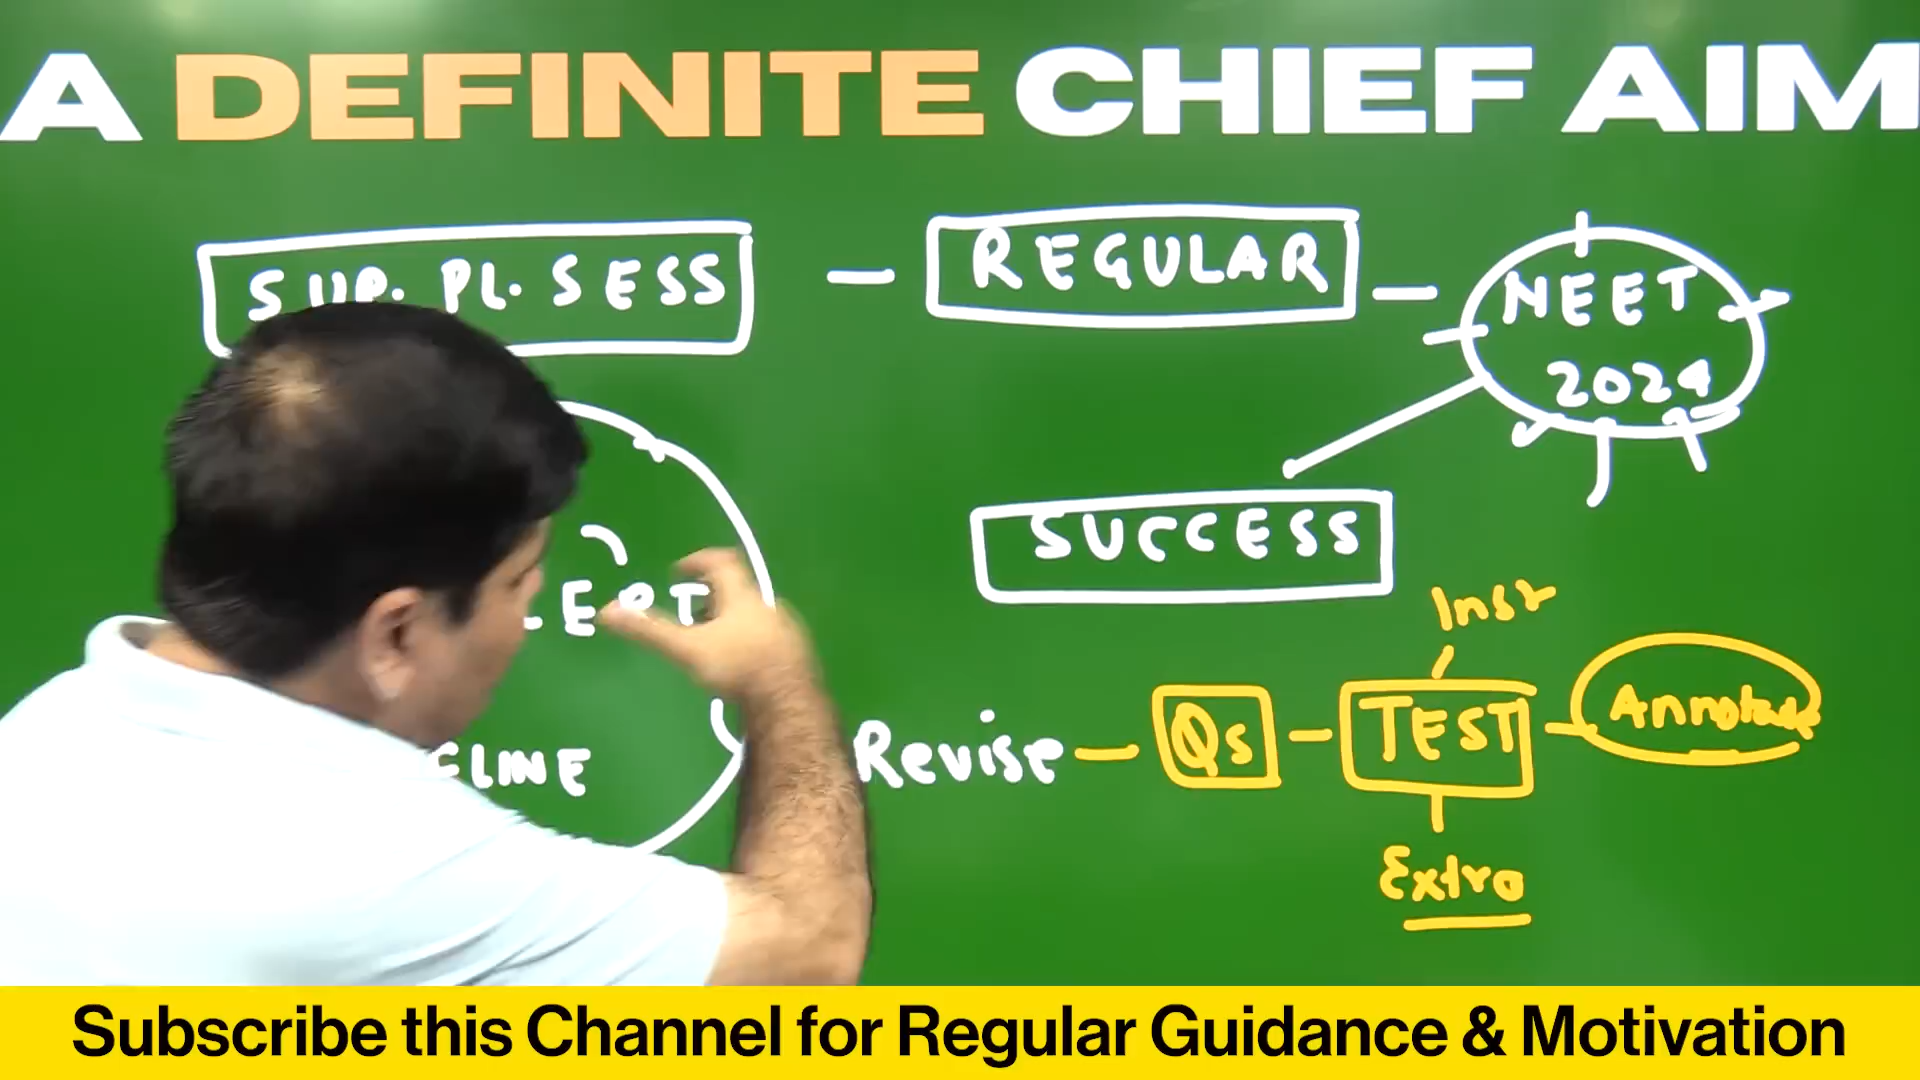 A DEFINITE CHIEF AIM
SUP. PL. SESS - REGULAR - NEET 2024
SUCCESS
Inst
Revise - Qs - TEST - Annotate
Extra
Subscribe this Channel for Regular Guidance & Motivation